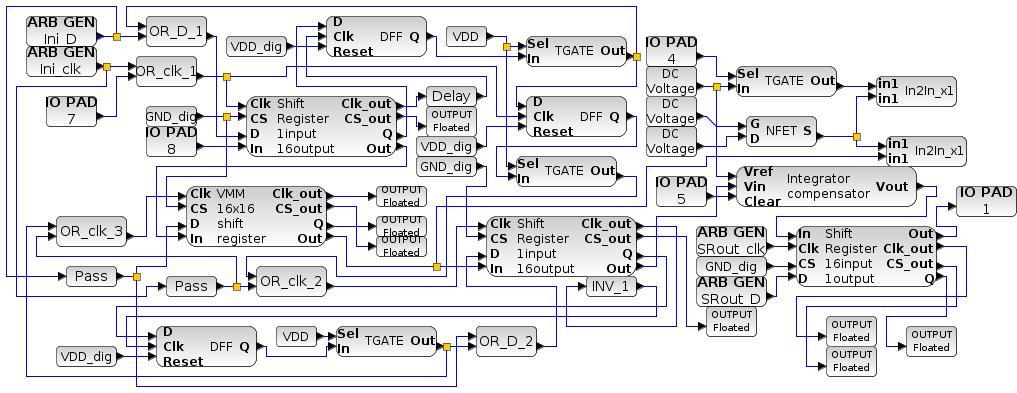 ARB GEN
Ini_D
ARB GEN
Ini_clk
IO PAD
7
OR_D_1
OR_clk_1
GND_dig
IO PAD
8
VDD_dig
D
Clk DFF Q
Reset
Clk Shift Clk_out
CS Register CS_out
D 1input Q
In 16output Out
Delay
OUTPUT
Floated
VDD_dig
GND_dig
VDD
Sel TGATE Out
In
D
Clk DFF Q
Reset
Sel TGATE Out
In
IO PAD
4
DC
Voltage
DC
Voltage
DC
Voltage
Sel TGATE Out
In
G NFET S
D
in1 In2In_x1
in1
in1 In2In_x1
in1
IO PAD
5
Vref Integrator
Vin compensator Vout
Clear
IO PAD
1
OR_clk_3
Clk VMM Clk_out
CS 16x16 CS_out
D shift Q
In register Out
OUTPUT
Floated
OUTPUT
Floated
OUTPUT
Floated
Pass
Pass
OR_clk_2
Clk Shift Clk_out
CS Register CS_out
D 1input Q
In 16output Out
INV_1
ARB GEN
SRout_clk
GND_dig
ARB GEN
SRout_D
OUTPUT
Floated
In Shift Out
Clk Register Clk_out
CS 16input CS_out
D 1output Q
OUTPUT
Floated
OUTPUT
Floated
OUTPUT
Floated
VDD_dig
D
Clk DFF Q
Reset
VDD
Sel TGATE Out
In
OR_D_2